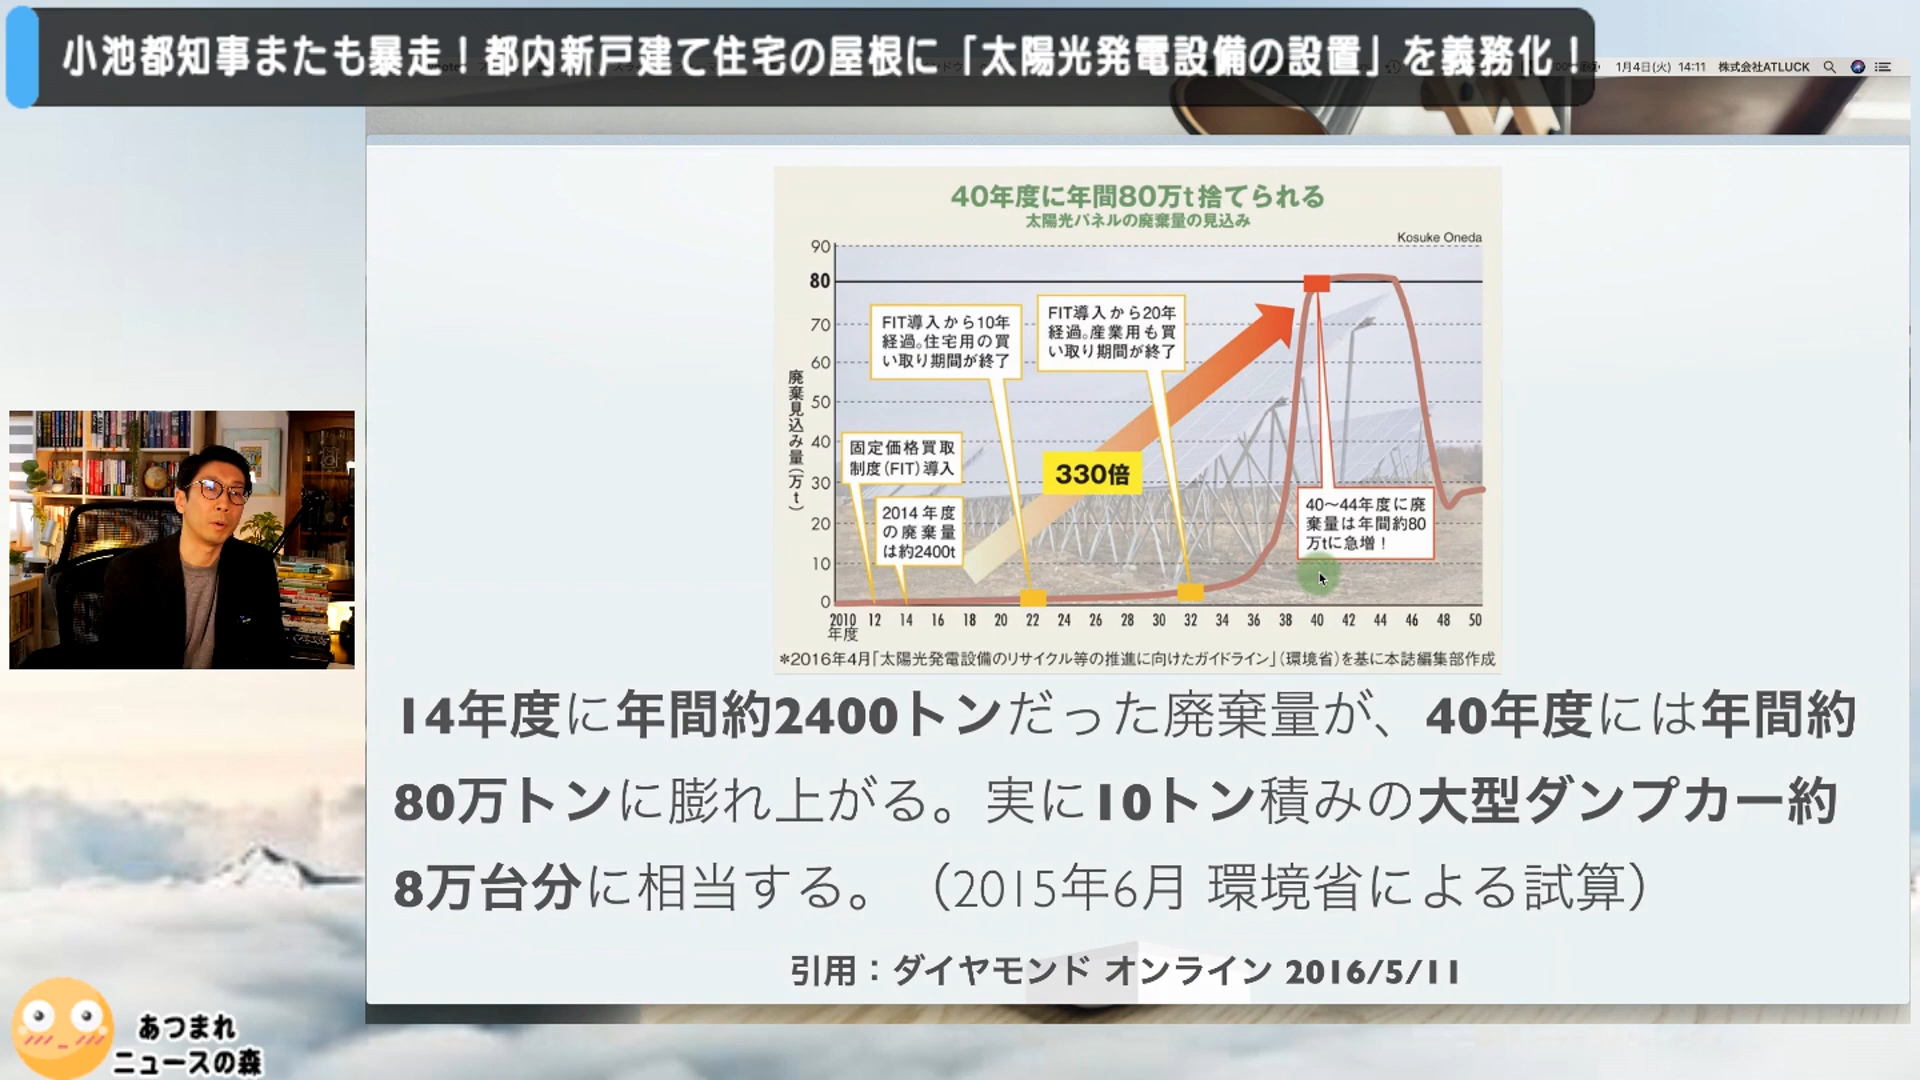 小池都知事またも暴走！都内新戸建て住宅の屋根に「太陽光発電設備の設置」を義務化！
1月4日(火) 14:11 株式会社ATLUCK
40年度に年間80万t捨てられる
太陽光パネルの廃棄量の見込み
Kosuke Oneda
廃棄見込み量(万t)
90
80
70
60
50
40
30
20
10
0
FIT導入から10年
経過。住宅用の買
い取り期間が終了
FIT導入から20年
経過。産業用も買
い取り期間が終了
固定価格買取
制度(FIT)導入
2014年度
の廃棄量
は約2400t
330倍
40〜44年度に廃
棄量は年間約80
万tに急増！
2010 12 14 16 18 20 22 24 26 28 30 32 34 36 38 40 42 44 46 48 50
年度
*2016年4月「太陽光発電設備のリサイクル等の推進に向けたガイドライン」(環境省)を基に本誌編集部作成
14年度に年間約2400トンだった廃棄量が、40年度には年間約
80万トンに膨れ上がる。実に10トン積みの大型ダンプカー約
8万台分に相当する。（2015年6月 環境省による試算）
引用：ダイヤモンド オンライン 2016/5/11
あつまれ
ニュースの森